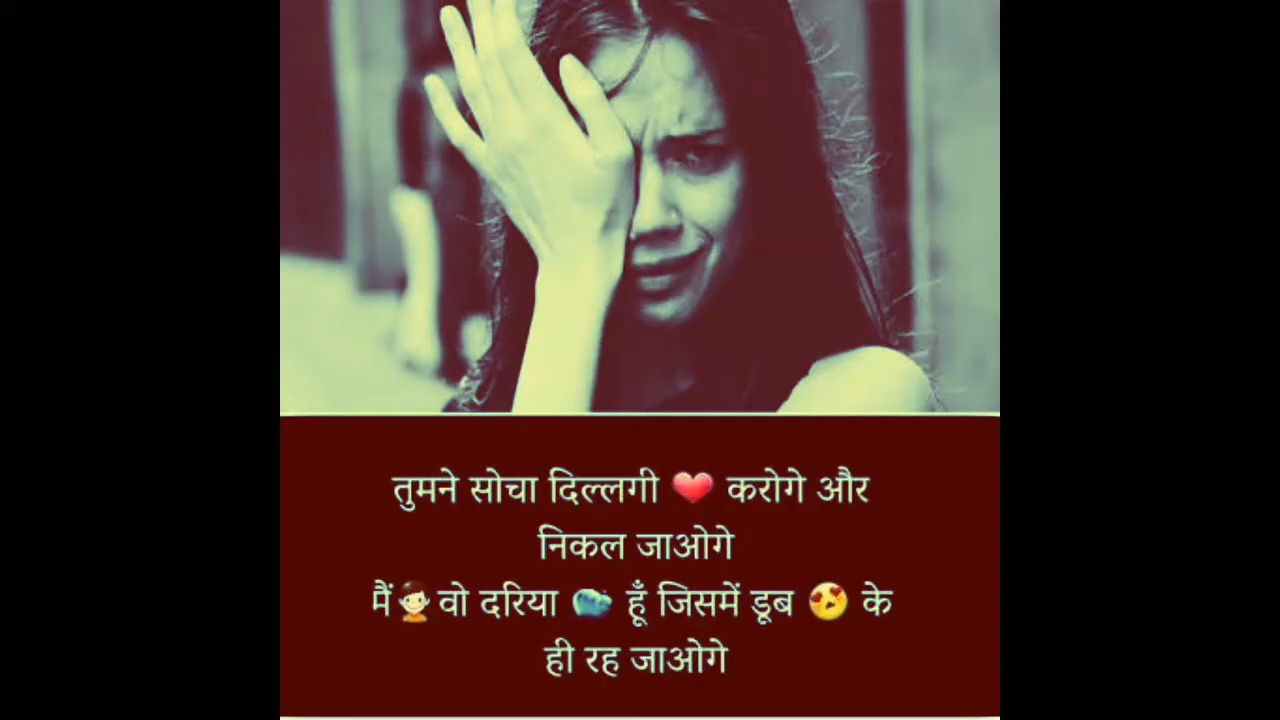 तुमने सोचा दिल्लगी ❤️ करोगे और
निकल जाओगे
मैं👧वो दरिया 🌊 हूँ जिसमें डूब 😍 के
ही रह जाओगे